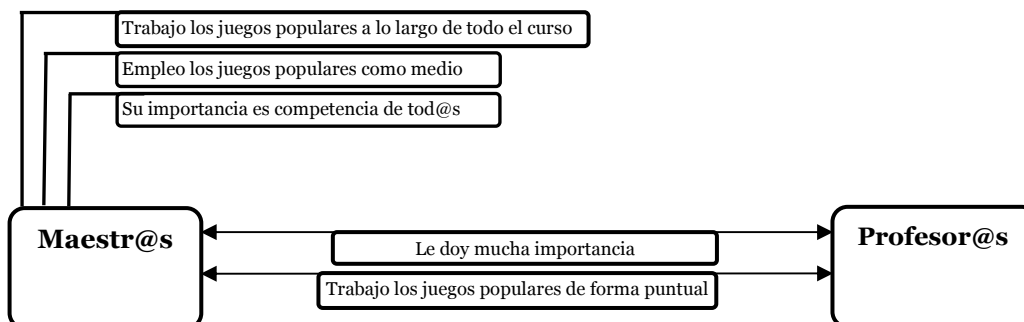 Trabajo los juegos populares a lo largo de todo el curso
Empleo los juegos populares como medio
Su importancia es competencia de tod@s
Maestr@s
Profesor@s
Le doy mucha importancia
Trabajo los juegos populares de forma puntual